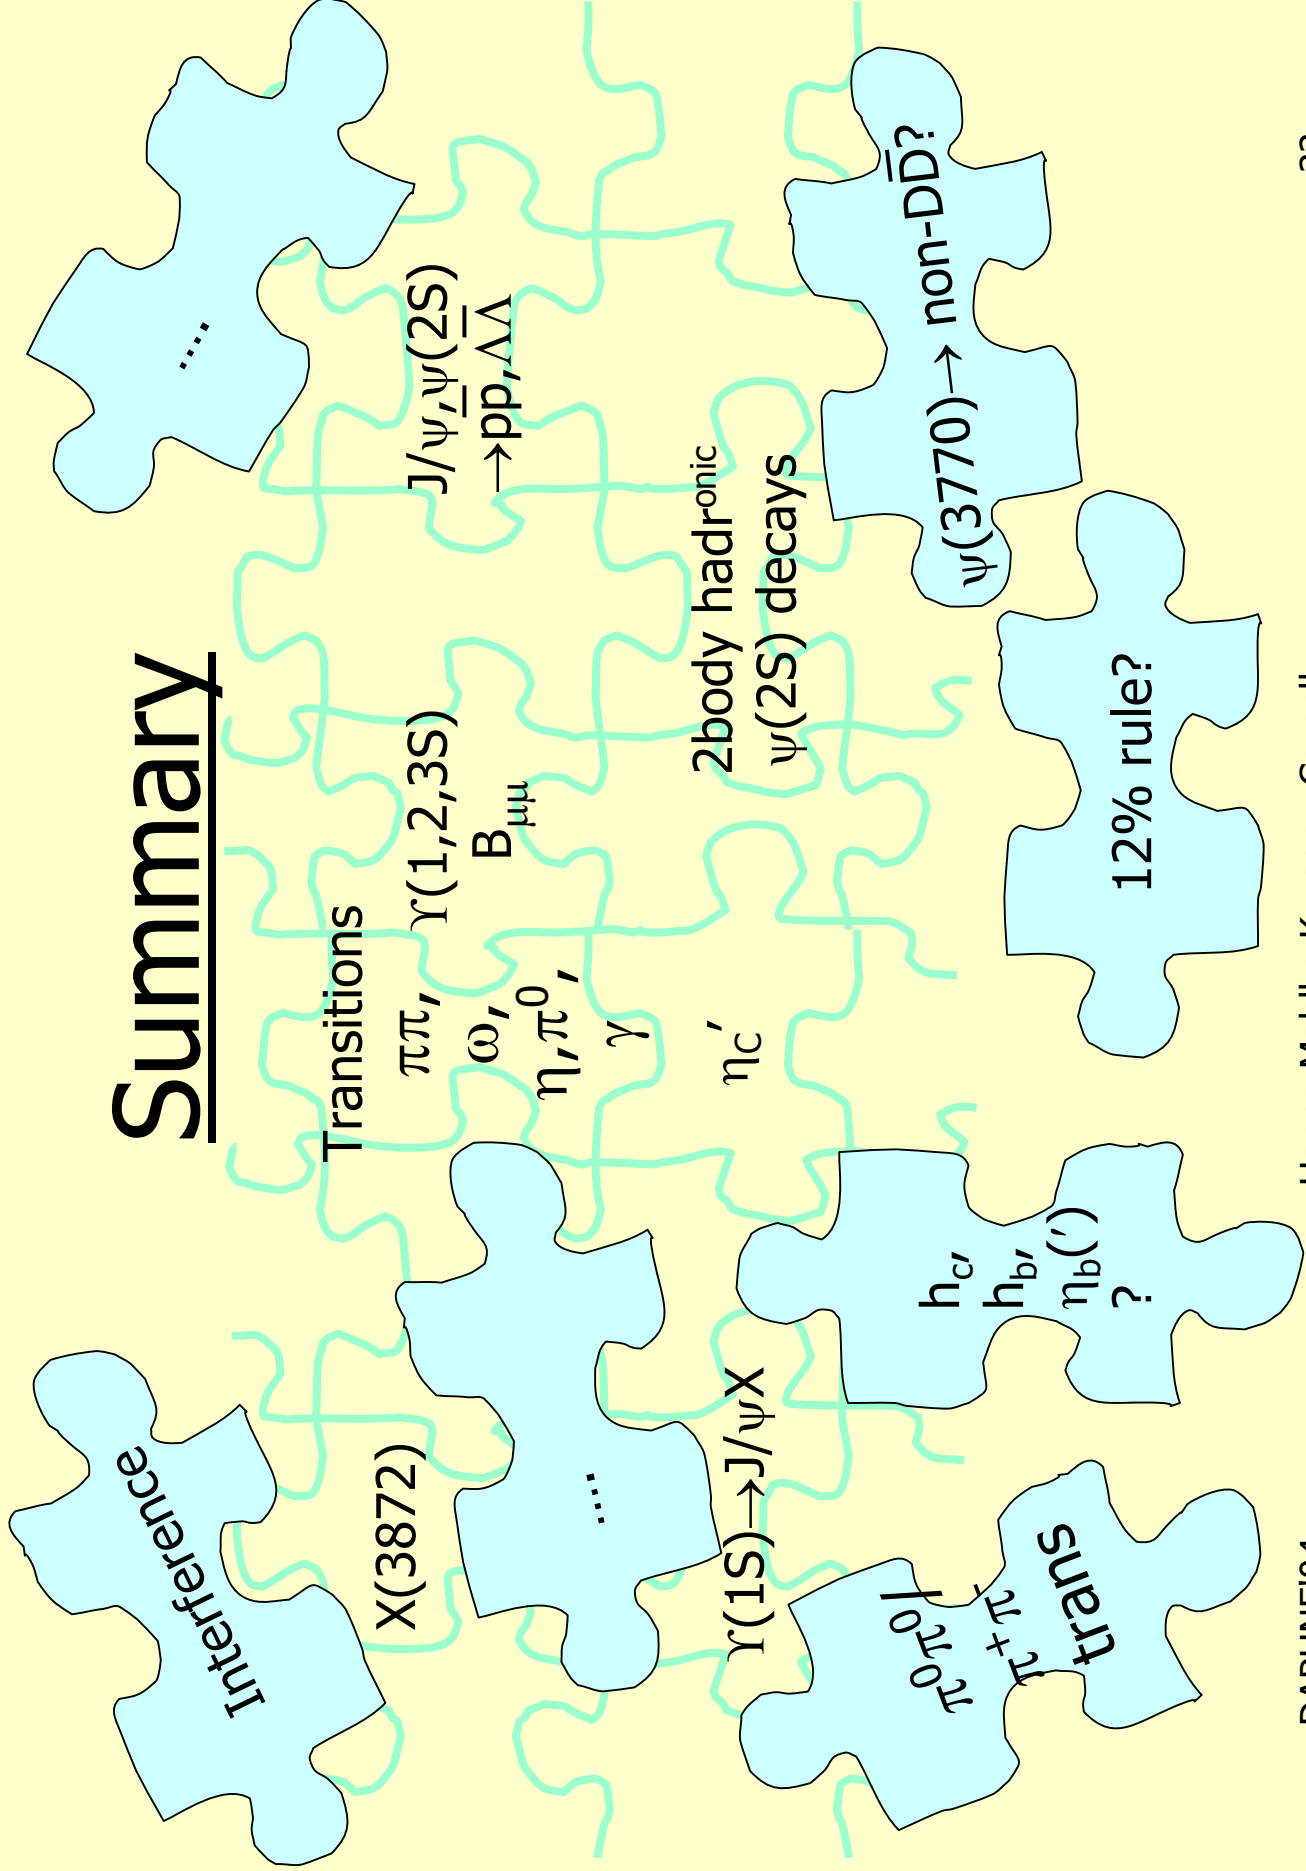 Summary
Interference
X(3872)
....
ϒ(1S)→J/ψX
π⁰π⁰/
π⁺π⁻
trans
Transitions
ππ,
ω,
η,π⁰,
γ
ηc′
hc,
hb,
ηb(′)
?
ϒ(1,2,3S)
Bμμ
2body hadronic
ψ(2S) decays
12% rule?
....
J/ψ,ψ(2S)
→pp̅,ΛΛ̅
ψ(3770)→ non-DD̅?